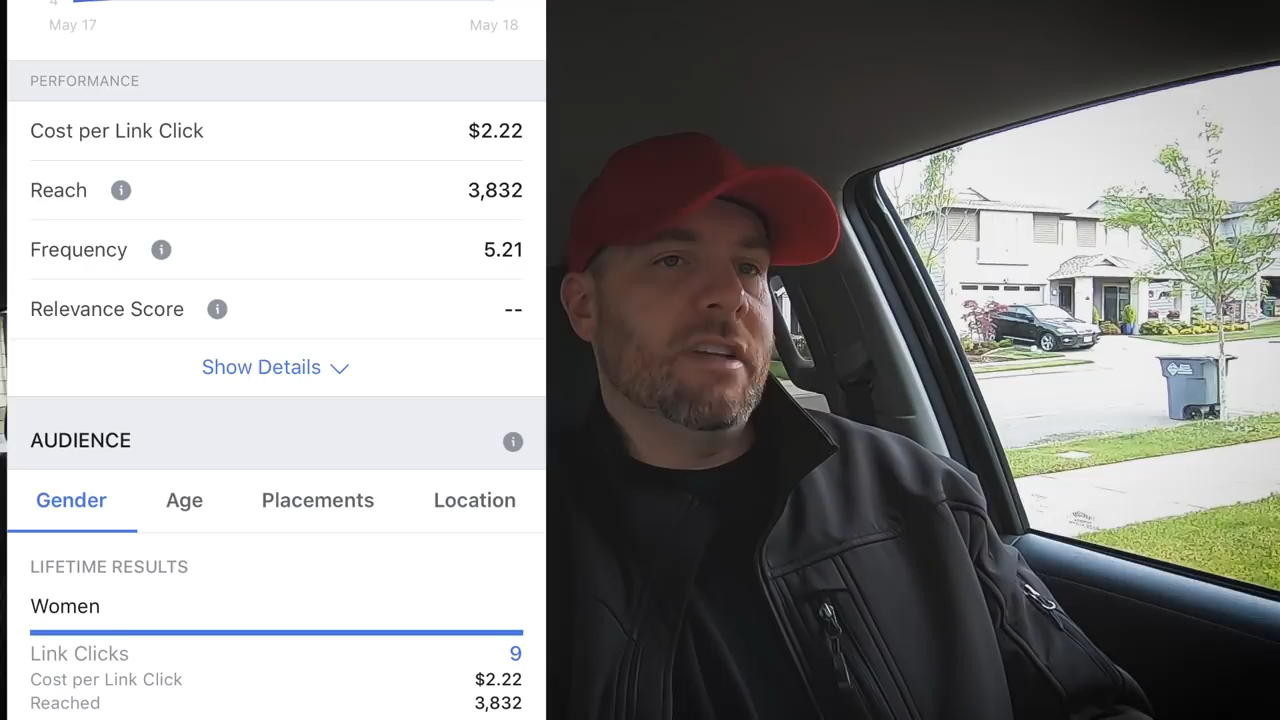 4
May 17 May 18
PERFORMANCE
Cost per Link Click $2.22
Reach i 3,832
Frequency i 5.21
Relevance Score i --
Show Details
AUDIENCE i
Gender Age Placements Location
LIFETIME RESULTS
Women
Link Clicks 9
Cost per Link Click $2.22
Reached 3,832